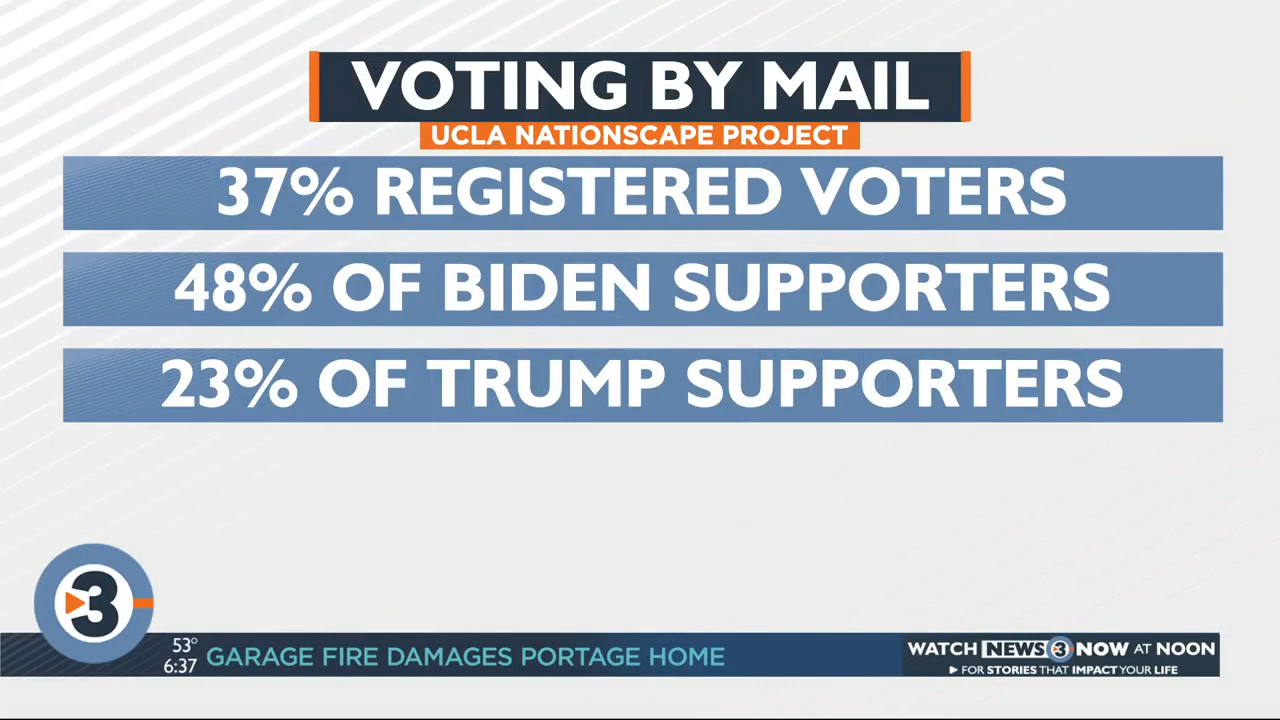 VOTING BY MAIL
UCLA NATIONSCAPE PROJECT
37% REGISTERED VOTERS
48% OF BIDEN SUPPORTERS
23% OF TRUMP SUPPORTERS
3
53°
6:37
GARAGE FIRE DAMAGES PORTAGE HOME
WATCH NEWS 3 NOW AT NOON
▶ FOR STORIES THAT IMPACT YOUR LIFE